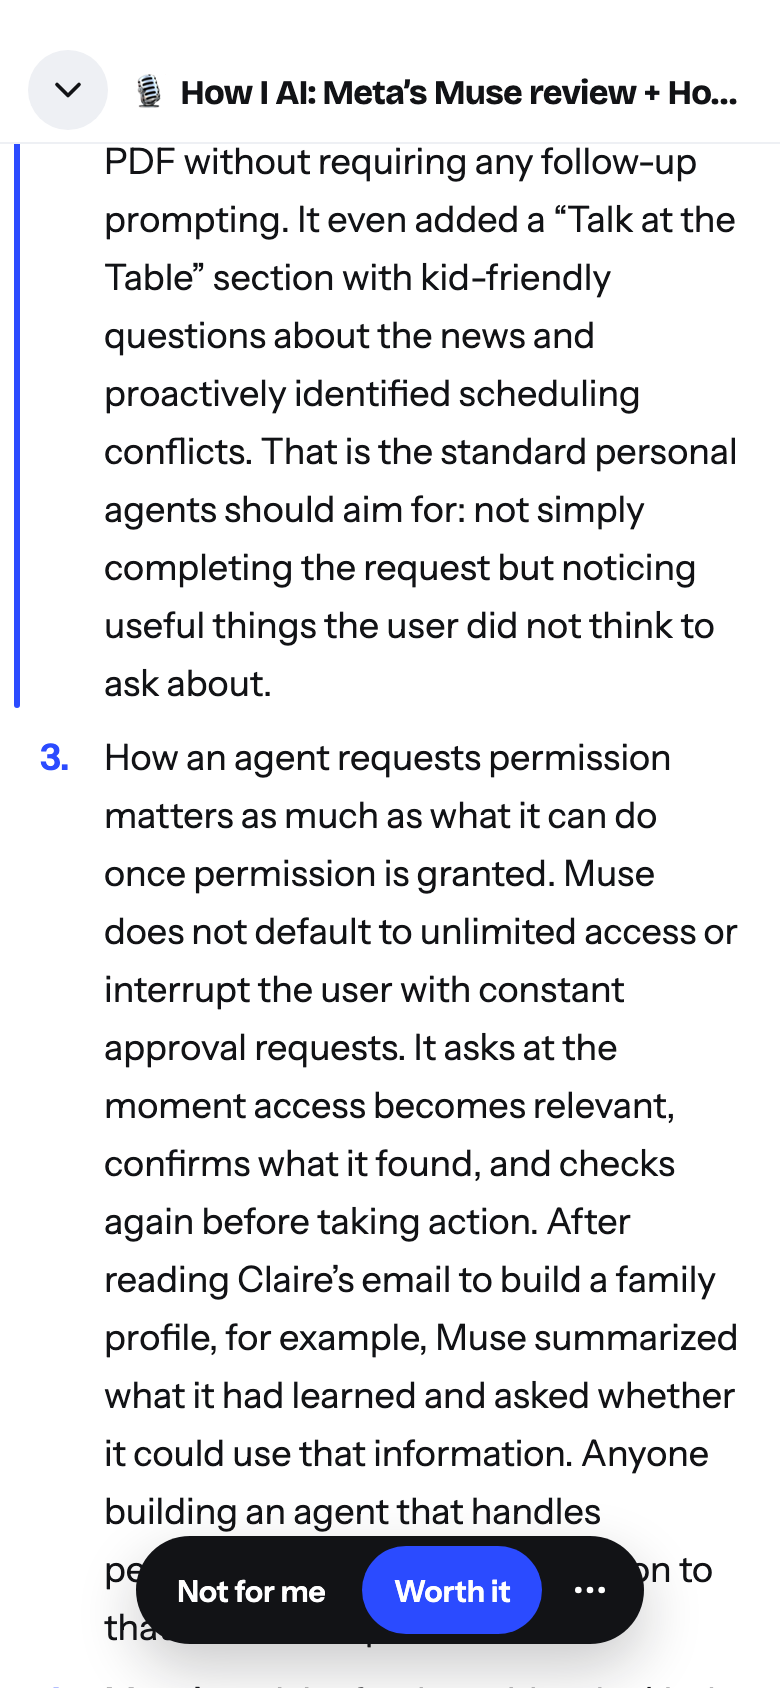 How I AI: Meta’s Muse review + Ho...
PDF without requiring any follow-up
prompting. It even added a “Talk at the
Table” section with kid-friendly
questions about the news and
proactively identified scheduling
conflicts. That is the standard personal
agents should aim for: not simply
completing the request but noticing
useful things the user did not think to
ask about.
3. How an agent requests permission
matters as much as what it can do
once permission is granted. Muse
does not default to unlimited access or
interrupt the user with constant
approval requests. It asks at the
moment access becomes relevant,
confirms what it found, and checks
again before taking action. After
reading Claire’s email to build a family
profile, for example, Muse summarized
what it had learned and asked whether
it could use that information. Anyone
building an agent that handles
to
Not for me Worth it ...